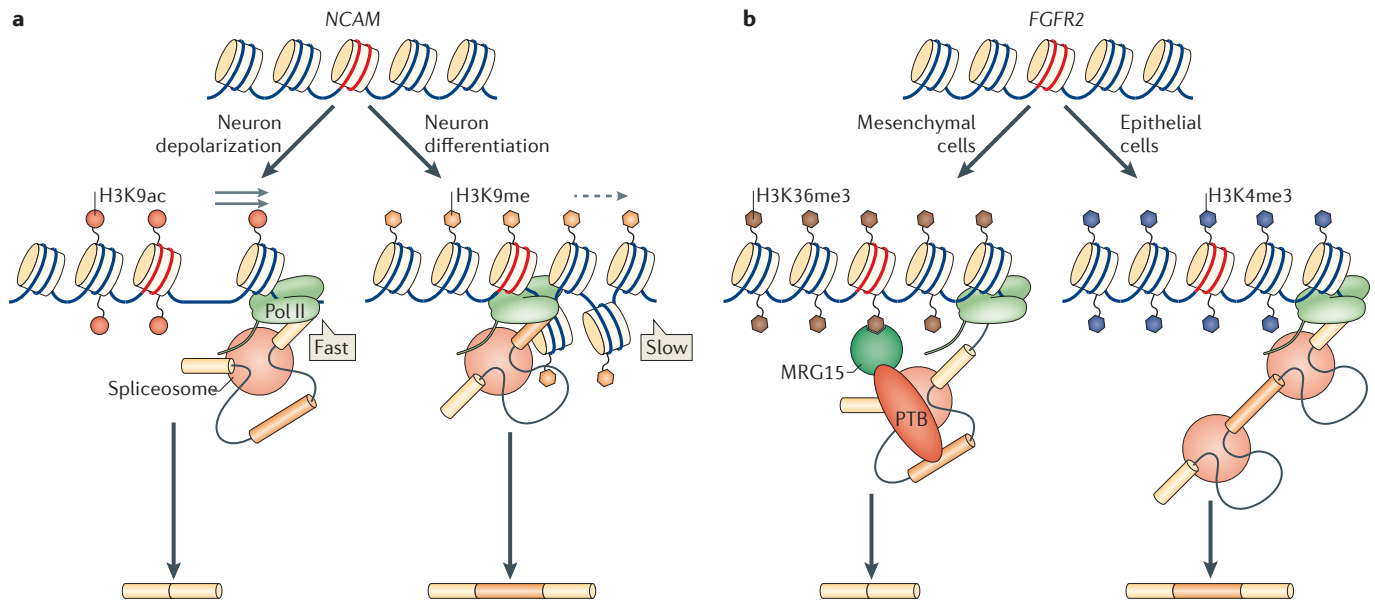 a
NCAM
Neuron
depolarization
Neuron
differentiation
H3K9ac
H3K9me
Pol II
Fast
Slow
Spliceosome
b
FGFR2
Mesenchymal
cells
Epithelial
cells
H3K36me3
H3K4me3
MRG15
PTB